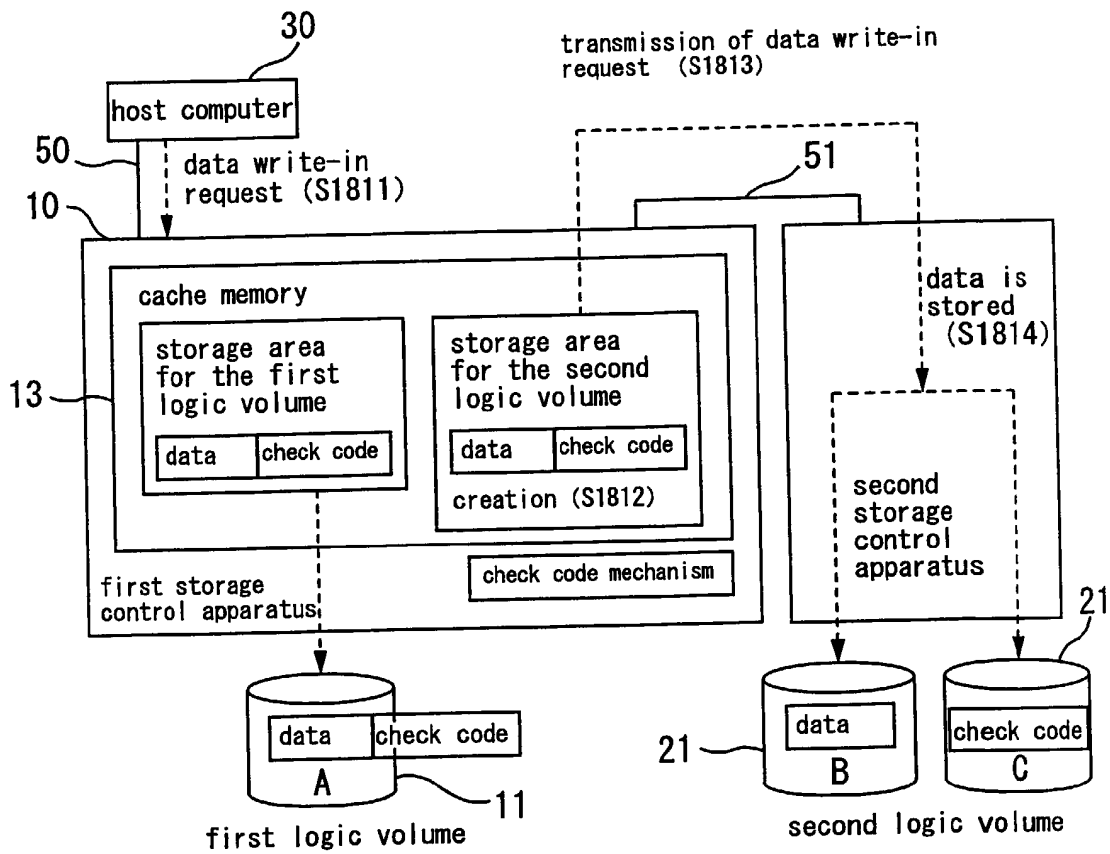 30
transmission of data write-in
request (S1813)
host computer
50
data write-in
request (S1811)
51
10
cache memory
data is
stored
(S1814)
storage area
for the first
logic volume
storage area
for the second
logic volume
13
data
check code
data
check code
creation (S1812)
second
storage
control
apparatus
check code mechanism
first storage
control apparatus
21
data
check code
A
11
21
data
B
check code
C
first logic volume
second logic volume